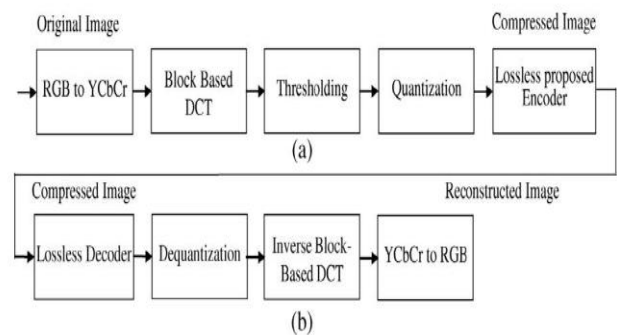 Original Image
Compressed Image
RGB to YCbCr
Block Based
DCT
Thresholding
Quantization
Lossless proposed
Encoder
(a)
Compressed Image
Reconstructed Image
Lossless Decoder
Dequantization
Inverse Block-
Based DCT
YCbCr to RGB
(b)